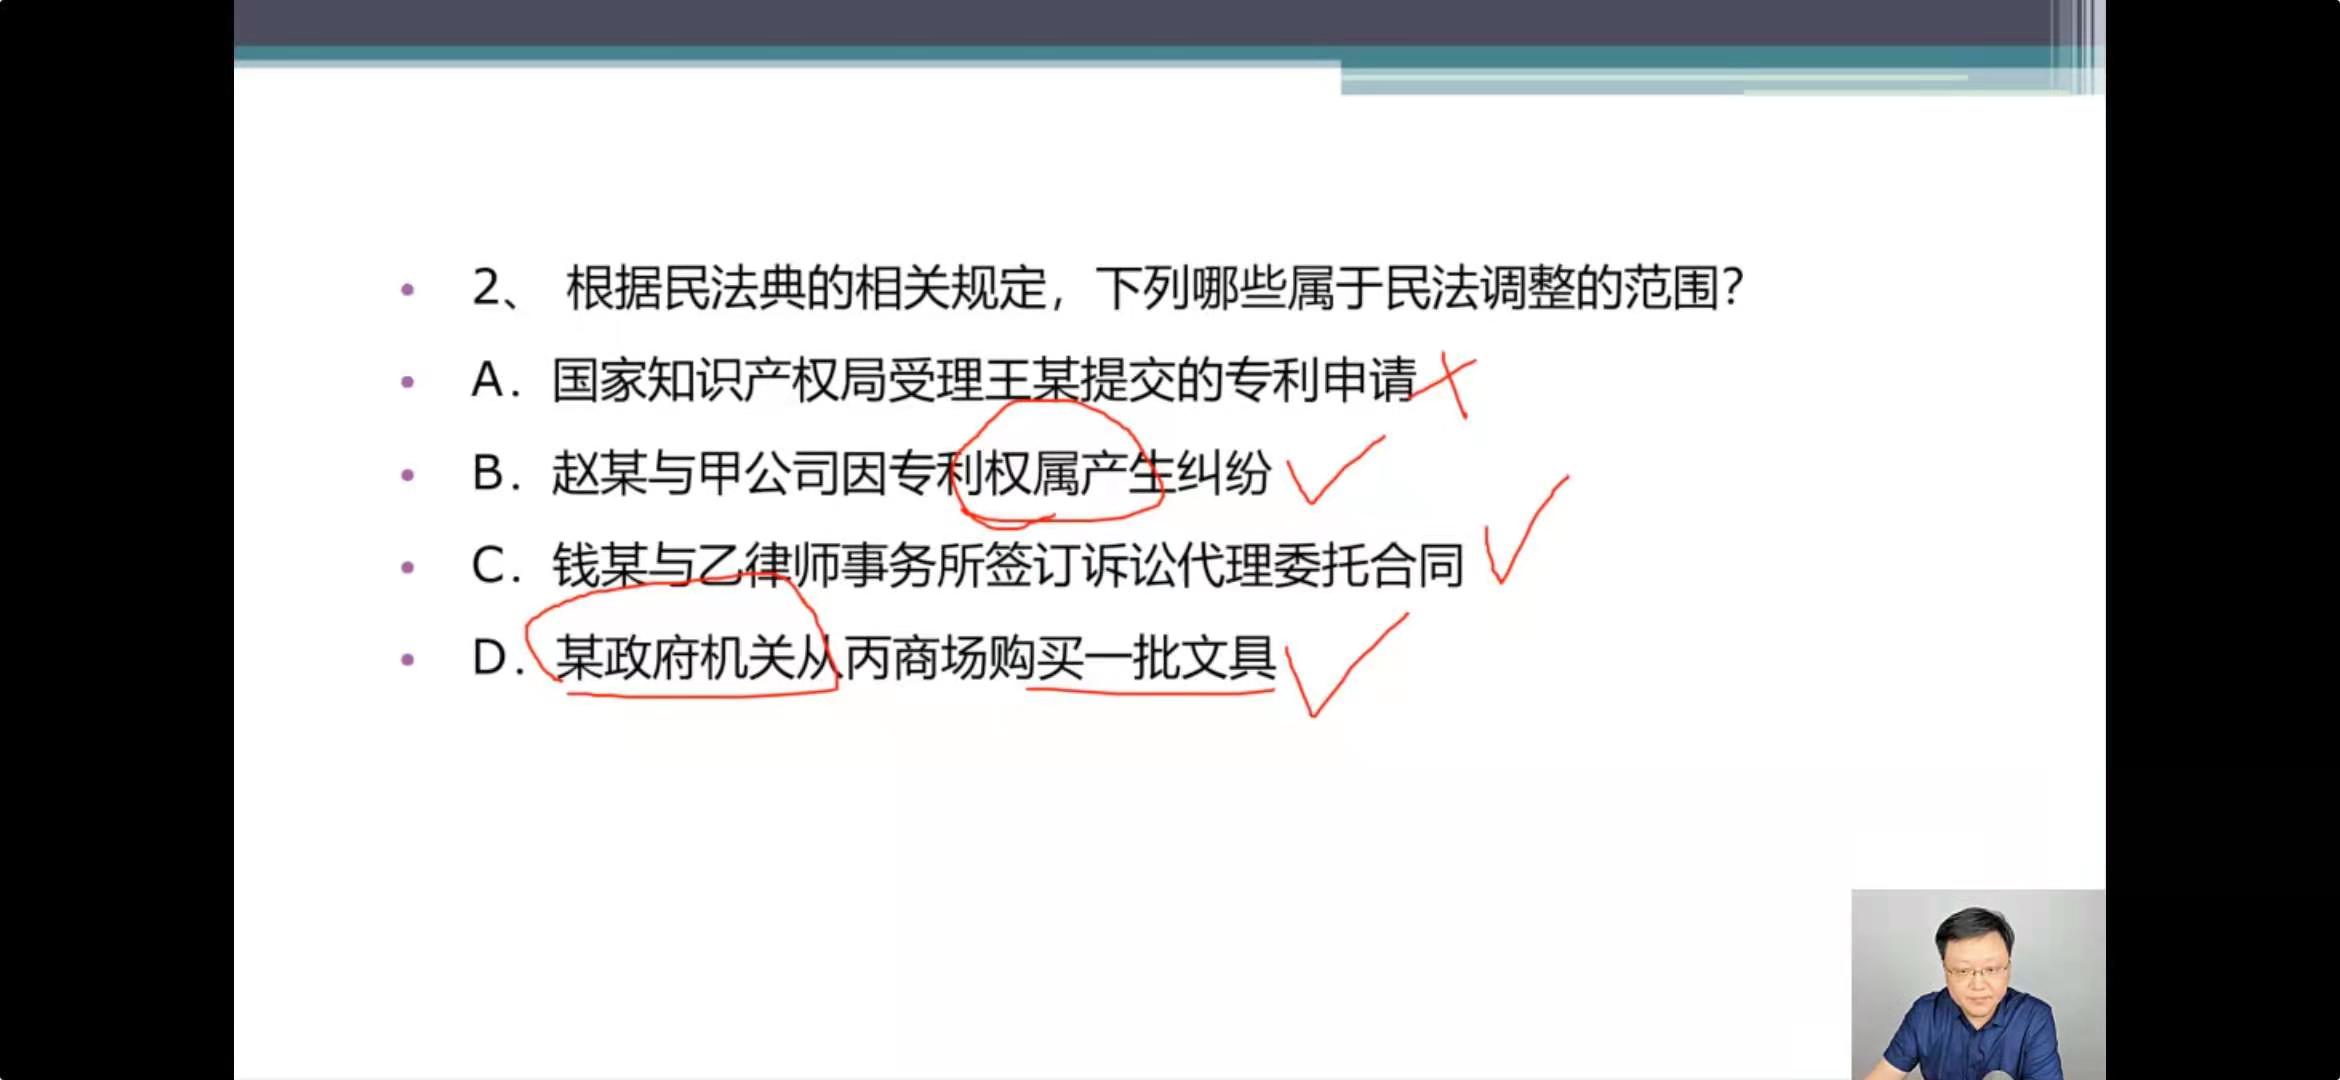 2、 根据民法典的相关规定，下列哪些属于民法调整的范围？
A．国家知识产权局受理王某提交的专利申请
B．赵某与甲公司因专利权属产生纠纷
C．钱某与乙律师事务所签订诉讼代理委托合同
D．某政府机关从丙商场购买一批文具